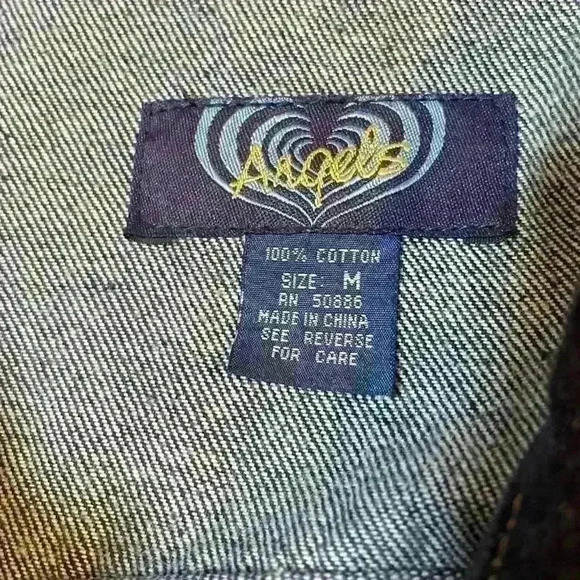 Angels
100% COTTON
SIZE: M
RN 50886
MADE IN CHINA
SEE REVERSE
FOR CARE